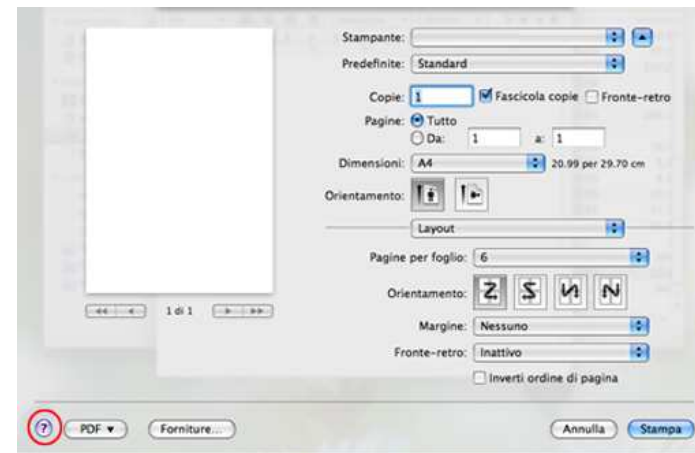 Stampante:
Predefinite: Standard
Copie: 1 Fascicola copie Fronte-retro
Pagine: Tutto
Da: 1 a: 1
Dimensioni: A4 20.99 per 29.70 cm
Orientamento:
Layout
Pagine per foglio: 6
Orientamento:
Margine: Nessuno
Fronte-retro: Inattivo
Inverti ordine di pagina
1 di 1
? PDF Forniture... Annulla Stampa